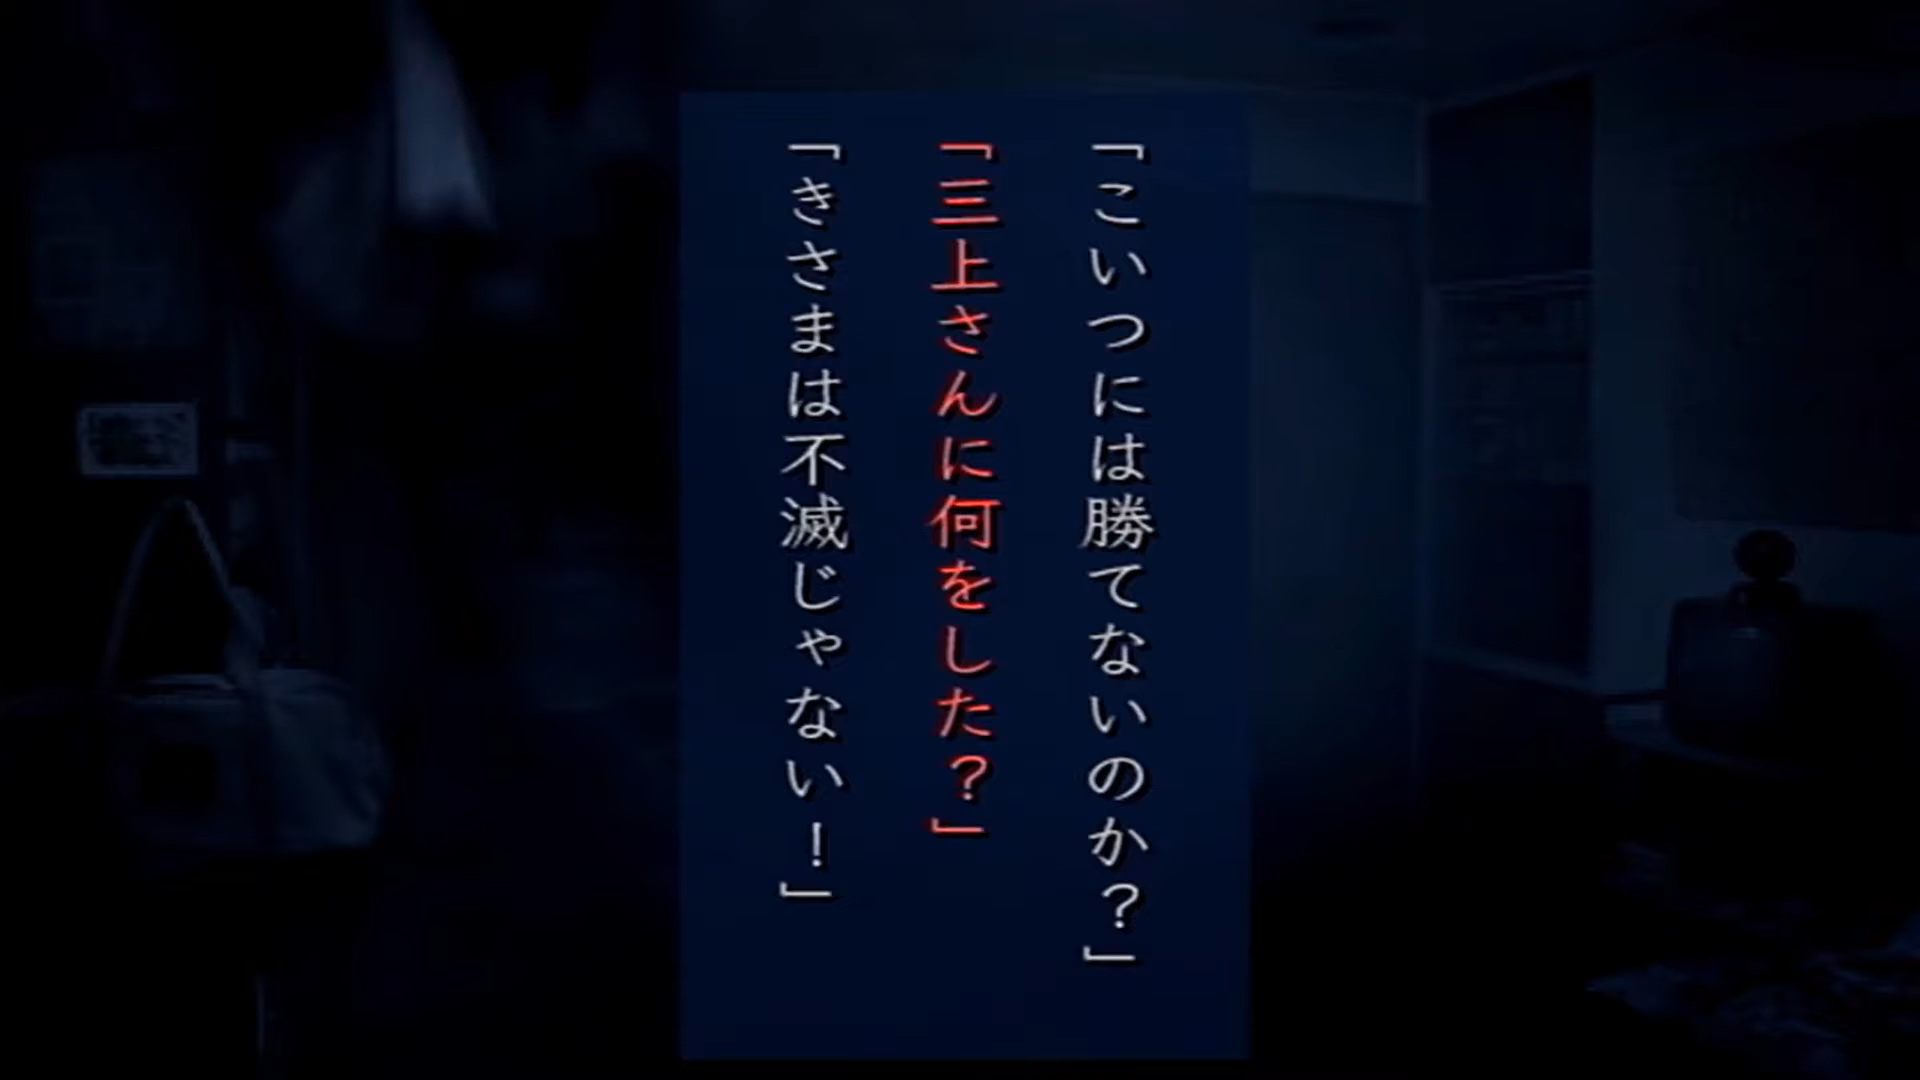 「こいつには勝てないのか？」
「三上さんに何をした？」
「きさまは不滅じゃない！」